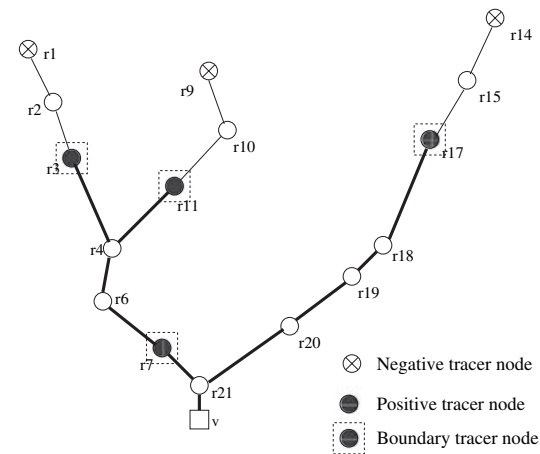 r14
r1
r9
r15
r2
r10
r17
r3
r11
r4
r18
r19
r6
r20
r7
r21
v
Negative tracer node
Positive tracer node
Boundary tracer node